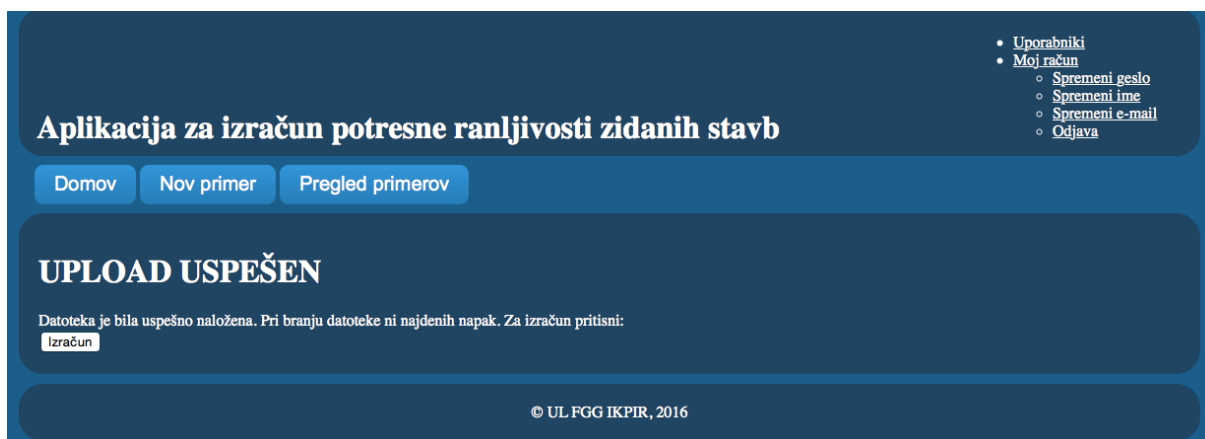 Uporabniki
Moj račun
Spremeni geslo
Spremeni ime
Spremeni e-mail
Odjava
Aplikacija za izračun potresne ranljivosti zidanih stavb
Domov Nov primer Pregled primerov
UPLOAD USPEŠEN
Datoteka je bila uspešno naložena. Pri branju datoteke ni najdenih napak. Za izračun pritisni:
Izračun
© UL FGG IKPIR, 2016